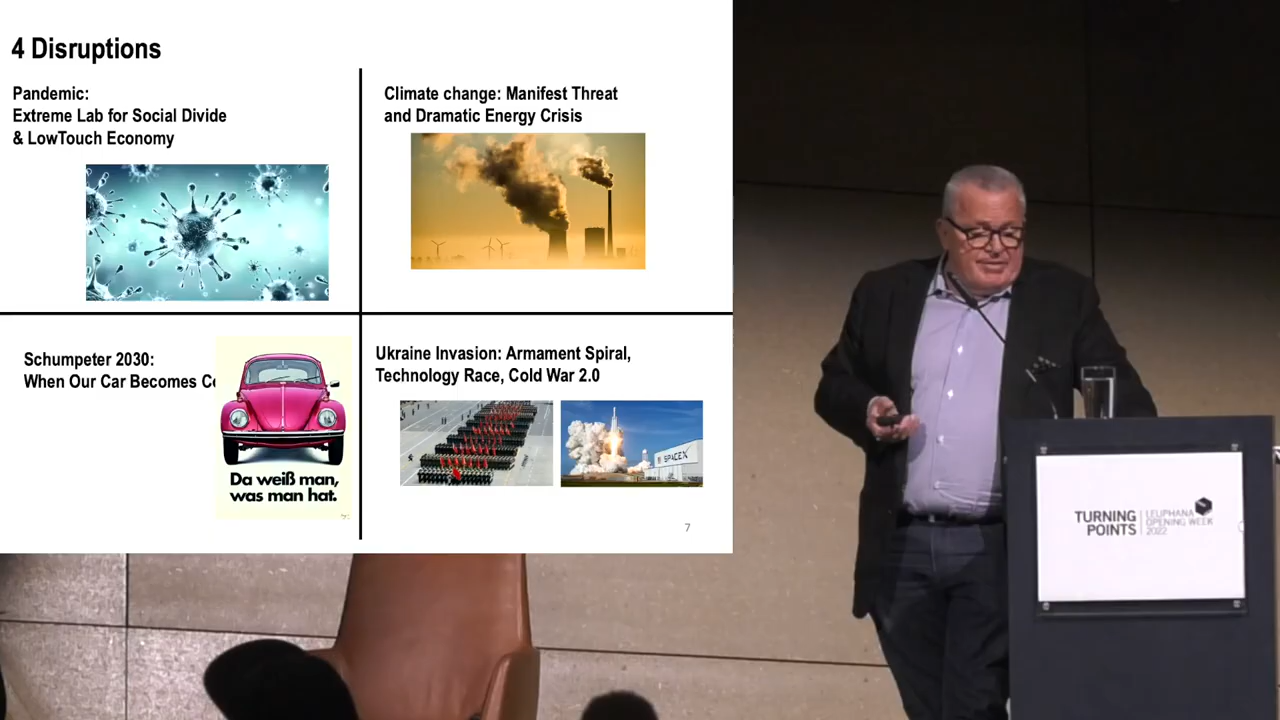 4 Disruptions
Pandemic:
Extreme Lab for Social Divide
& LowTouch Economy
Climate change: Manifest Threat
and Dramatic Energy Crisis
Schumpeter 2030:
When Our Car Becomes
Da weiß man,
was man hat.
Ukraine Invasion: Armament Spiral,
Technology Race, Cold War 2.0
SPACEX
7
TURNING
POINTS
LEUPHANA
OPENING WEEK
2022